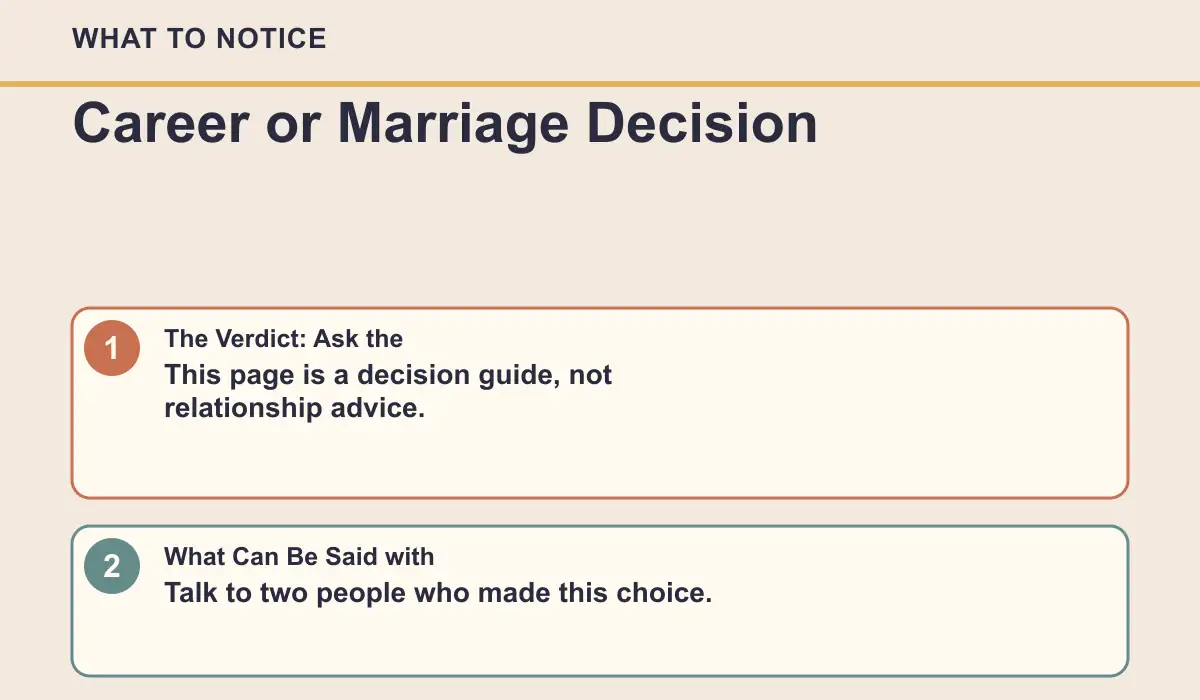 WHAT TO NOTICE
Career or Marriage Decision
1
The Verdict: Ask the
This page is a decision guide, not
relationship advice.
2
What Can Be Said with
Talk to two people who made this choice.